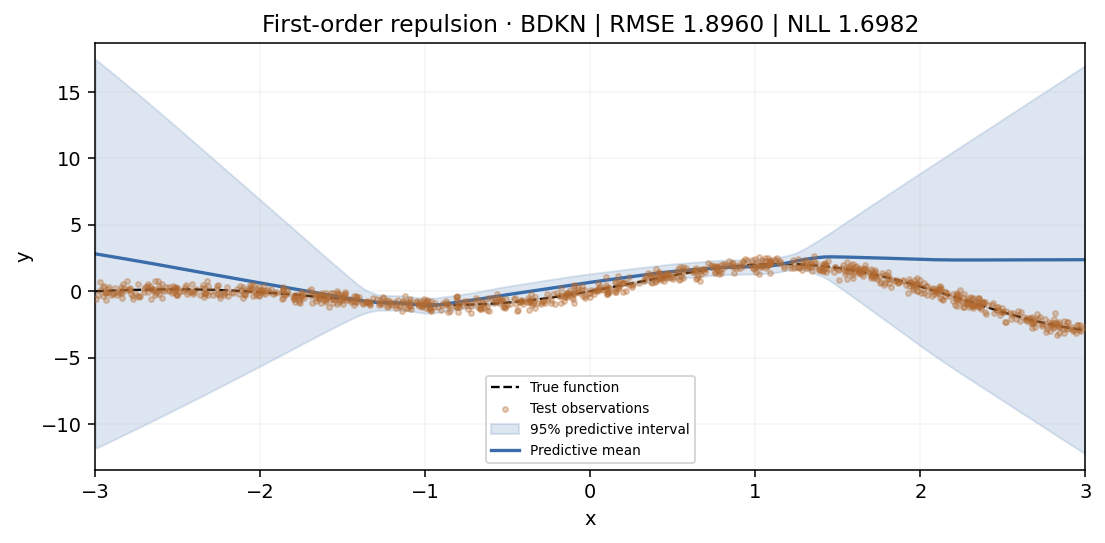 First-order repulsion · BDKN | RMSE 1.8960 | NLL 1.6982
15
10
5
0
−5
−10
y
True function
Test observations
95% predictive interval
Predictive mean
−3 −2 −1 0 1 2 3
x